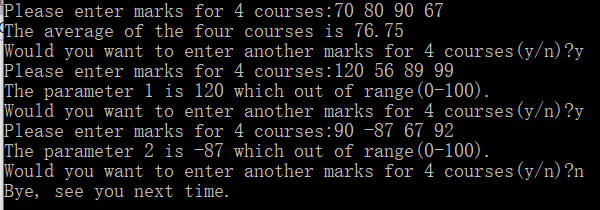 Please enter marks for 4 courses:70 80 90 67
The average of the four courses is 76.75
Would you want to enter another marks for 4 courses(y/n)?y
Please enter marks for 4 courses:120 56 89 99
The parameter 1 is 120 which out of range(0-100).
Would you want to enter another marks for 4 courses(y/n)?y
Please enter marks for 4 courses:90 -87 67 92
The parameter 2 is -87 which out of range(0-100).
Would you want to enter another marks for 4 courses(y/n)?n
Bye, see you next time.